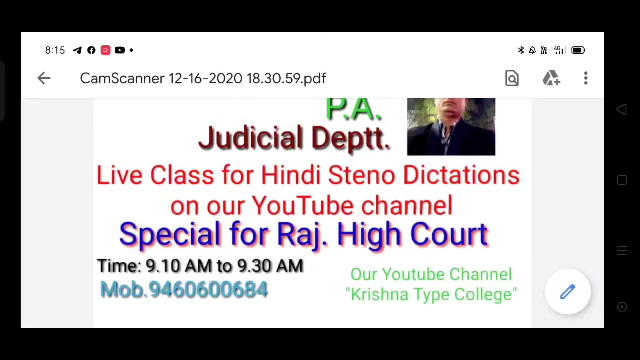 8:15
CamScanner 12-16-2020 18.30.59.pdf
P.A.
Judicial Deptt.
Live Class for Hindi Steno Dictations
on our YouTube channel
Special for Raj. High Court
Time: 9.10 AM to 9.30 AM
Mob.9460600684
Our Youtube Channel
"Krishna Type College"